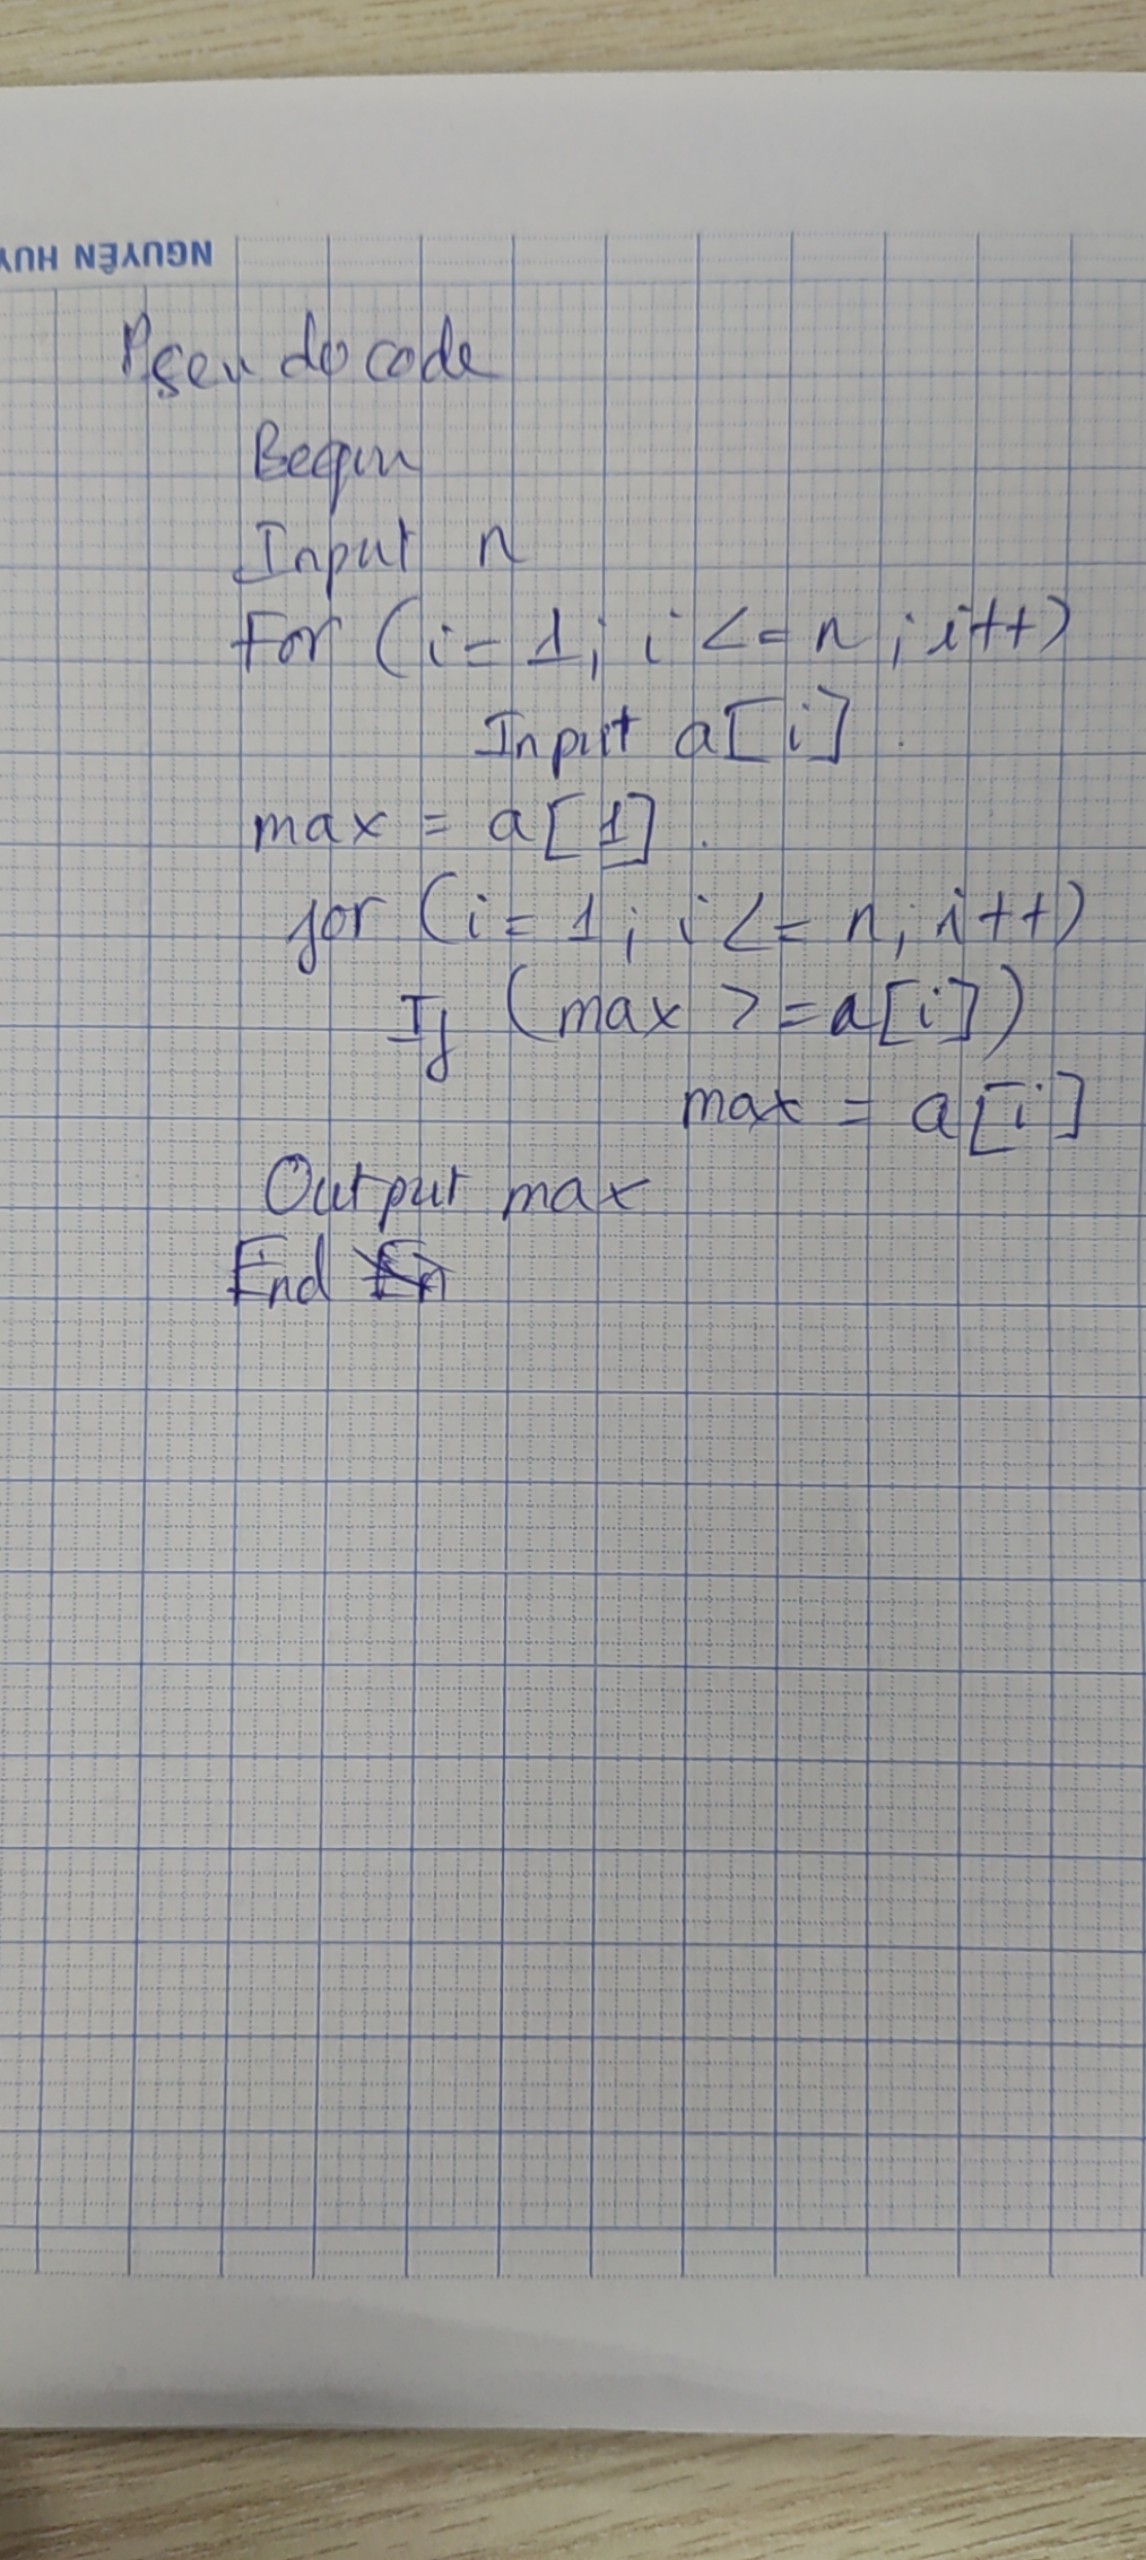 NGUYỄN HUY
Pseudocode
Begin
Input n
For (i=1; i <= n; i++)
Input a[i]
max = a[1]
for (i=1; i <= n; i++)
If (max >= a[i])
max = a[i]
Output max
End